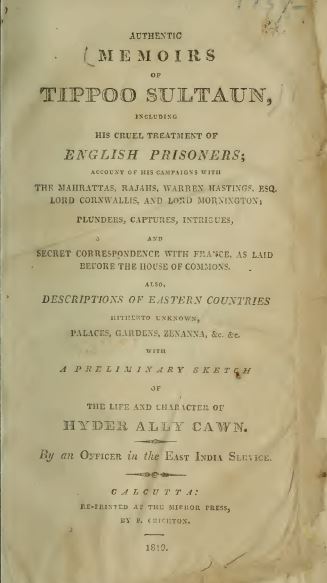 AUTHENTIC
MEMOIRS
OF
TIPPOO SULTAUN,
INCLUDING
HIS CRUEL TREATMENT OF
ENGLISH PRISONERS;
ACCOUNT OF HIS CAMPAIGNS WITH
THE MAHRATTAS, RAJAHS, WARREN HASTINGS, ESQ.
LORD CORNWALLIS, AND LORD MORNINGTON;
PLUNDERS, CAPTURES, INTRIGUES,
AND
SECRET CORRESPONDENCE WITH FRANCE, AS LAID
BEFORE THE HOUSE OF COMMONS.
ALSO,
DESCRIPTIONS OF EASTERN COUNTRIES
HITHERTO UNKNOWN,
PALACES, GARDENS, ZENANNA, &c. &c.
WITH
A PRELIMINARY SKETCH
OF
THE LIFE AND CHARACTER OF
HYDER ALLY CAWN.
By an OFFICER in the EAST INDIA SERVICE.
CALCUTTA:
RE-PRINTED AT THE MIRROR PRESS,
BY P. CRICHTON.
1819.